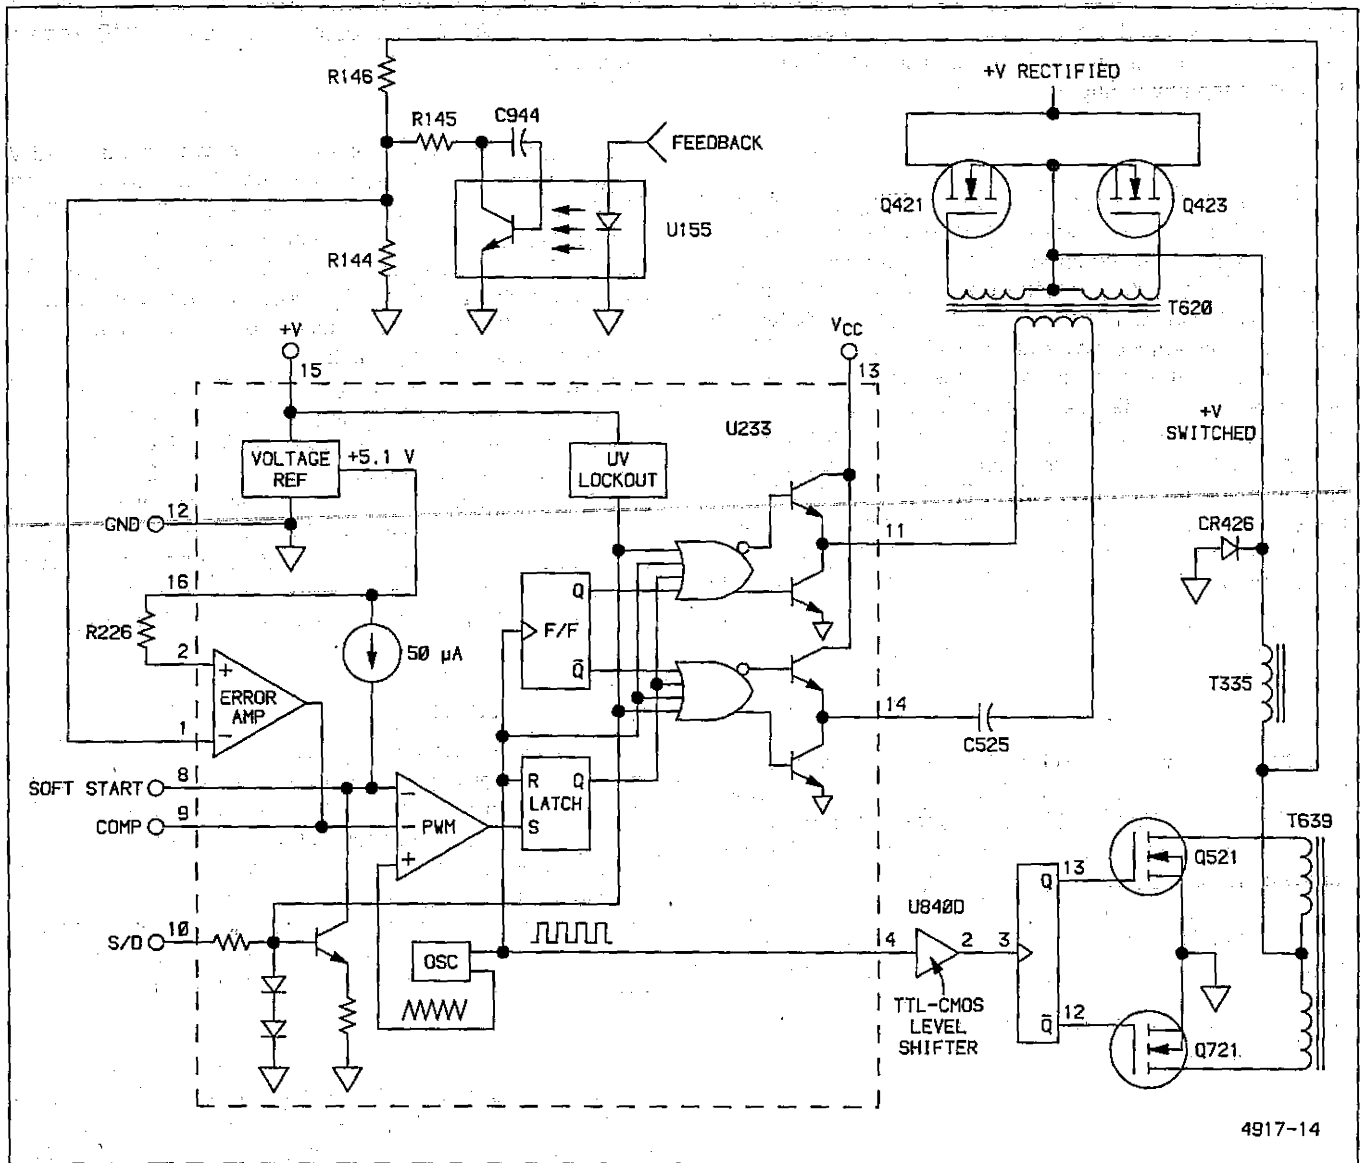 R146
R145
C944
FEEDBACK
+V RECTIFIED
Q421
Q423
U155
R144
T620
+V
15
VCC
13
U233
+V
SWITCHED
VOLTAGE
REF
+5.1 V
UV
LOCKOUT
GND
12
11
CR426
16
Q
F/F
Q̅
R226
50 µA
2
+
ERROR
AMP
-
1
T335
14
C525
SOFT START
8
-
R
Q
LATCH
S
COMP
9
-
PWM
+
T639
Q521
13
Q
U840D
S/D
10
OSC
4
2
3
TTL-CMOS
LEVEL
SHIFTER
Q̅
12
Q721
4917-14